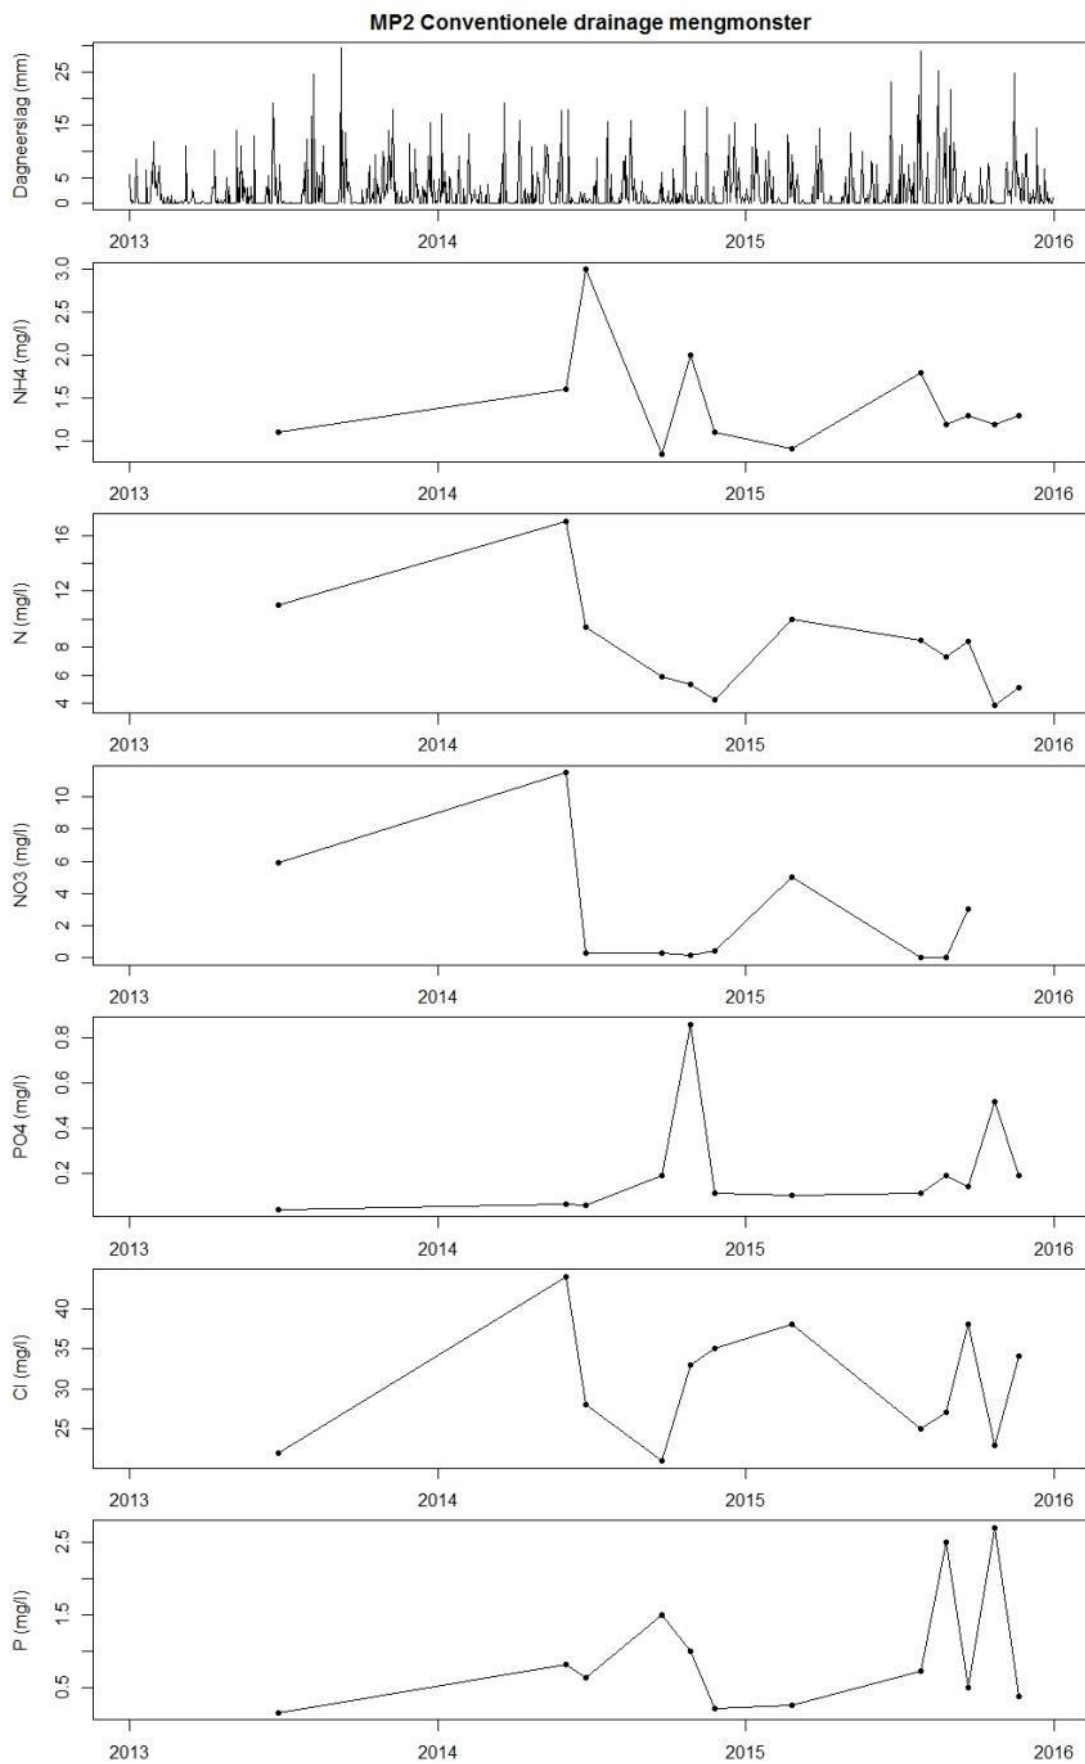 MP2 Conventionele drainage mengmonster
Dagneerslag (mm)
25
15
5
0
2013 2014 2015 2016
NH4 (mg/l)
3.0
2.5
2.0
1.5
1.0
2013 2014 2015 2016
N (mg/l)
16
12
8
6
4
2013 2014 2015 2016
NO3 (mg/l)
10
8
6
4
2
0
2013 2014 2015 2016
PO4 (mg/l)
0.8
0.6
0.4
0.2
2013 2014 2015 2016
Cl (mg/l)
40
35
30
25
2013 2014 2015 2016
P (mg/l)
2.5
1.5
0.5
2013 2014 2015 2016